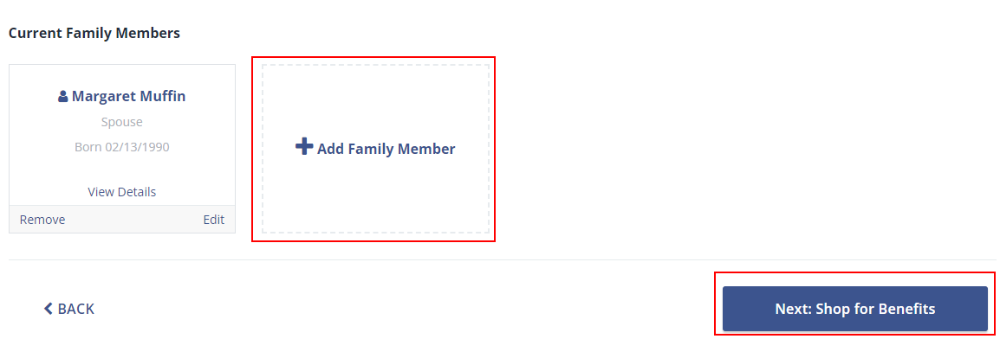 Current Family Members
Margaret Muffin
Spouse
Born 02/13/1990
View Details
Remove
Edit
Add Family Member
BACK
Next: Shop for Benefits